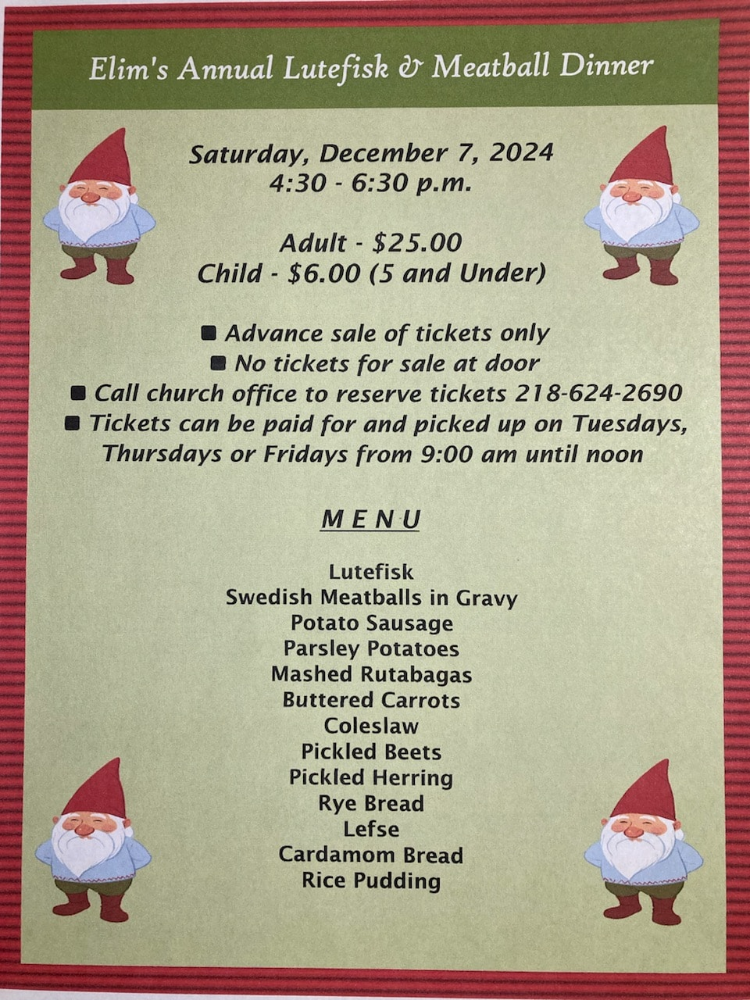 Elim's Annual Lutefisk & Meatball Dinner
Saturday, December 7, 2024
4:30 - 6:30 p.m.
Adult - $25.00
Child - $6.00 (5 and Under)
■ Advance sale of tickets only
■ No tickets for sale at door
■ Call church office to reserve tickets 218-624-2690
■ Tickets can be paid for and picked up on Tuesdays,
Thursdays or Fridays from 9:00 am until noon
M E N U
Lutefisk
Swedish Meatballs in Gravy
Potato Sausage
Parsley Potatoes
Mashed Rutabagas
Buttered Carrots
Coleslaw
Pickled Beets
Pickled Herring
Rye Bread
Lefse
Cardamom Bread
Rice Pudding